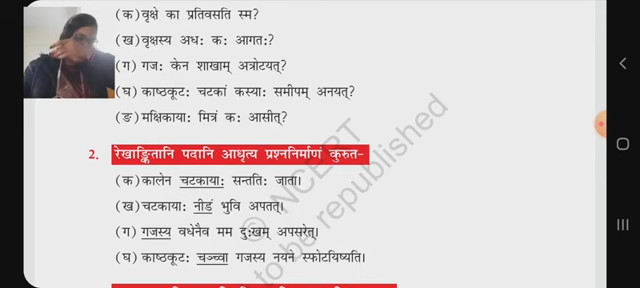 (क) वृक्षे का प्रतिवसति स्म?
(ख) वृक्षस्य अधः कः आगतः?
(ग) गजः केन शाखाम् अत्रोटयत्?
(घ) काष्ठकूटः चटकां कस्याः समीपम् अनयत्?
(ङ) मक्षिकायाः मित्रं कः आसीत्?
2. रेखाङ्कितानि पदानि आधृत्य प्रश्ननिर्माणं कुरुत-
(क) कालेन चटकायाः सन्ततिः जाता।
(ख) चटकायाः नीडं भुवि अपतत्।
(ग) गजस्य वधेनैव मम दुःखम् अपसरेत्।
(घ) काष्ठकूटः चञ्च्वा गजस्य नयने स्फोटयिष्यति।
© NCERT
to be republished